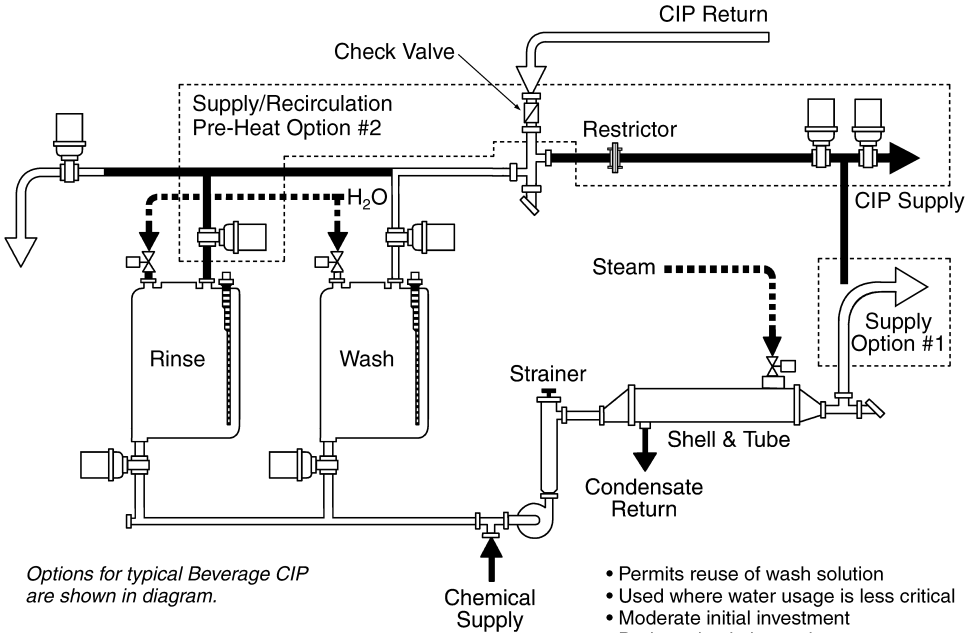 CIP Return
Check Valve
Supply/Recirculation
Pre-Heat Option #2
Restrictor
H2O
CIP Supply
Steam
Supply
Option #1
Rinse
Wash
Strainer
Shell & Tube
Condensate
Return
Options for typical Beverage CIP
are shown in diagram.
Chemical
Supply
• Permits reuse of wash solution
• Used where water usage is less critical
• Moderate initial investment